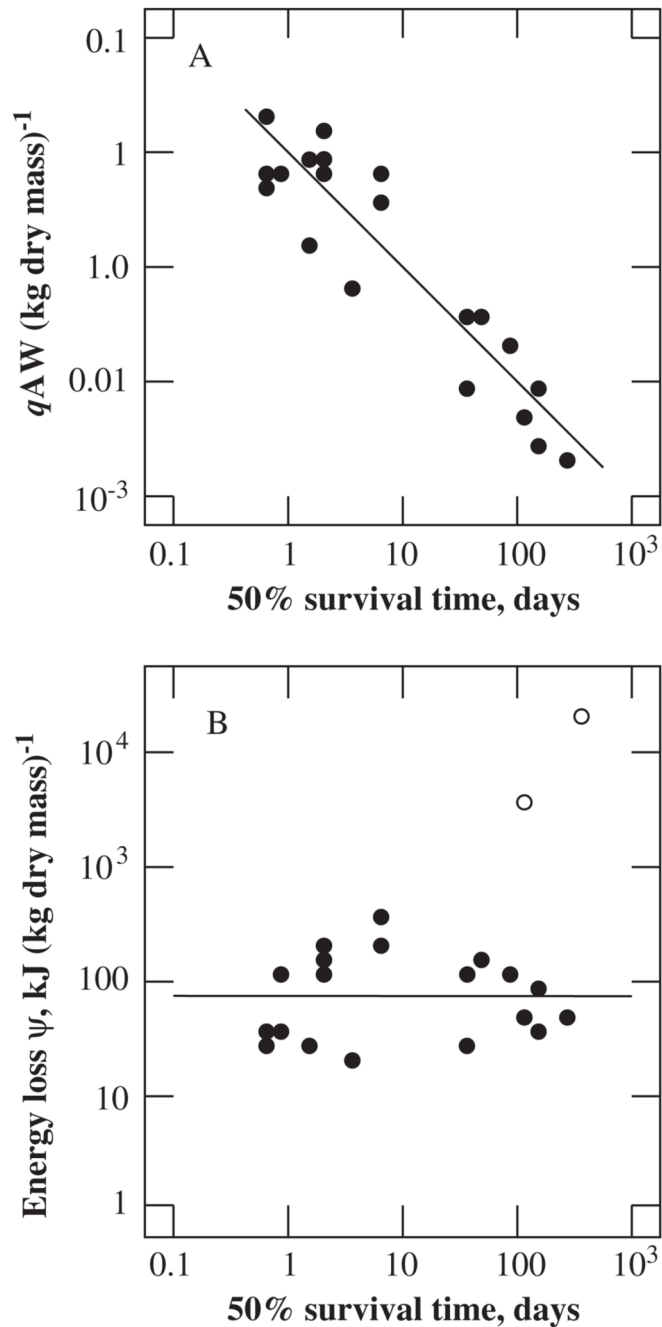 A
0.1
1
1.0
0.01
10-3
qAW (kg dry mass)-1
0.1 1 10 100 103
50% survival time, days
B
104
103
100
10
1
Energy loss ψ, kJ (kg dry mass)-1
0.1 1 10 100 103
50% survival time, days